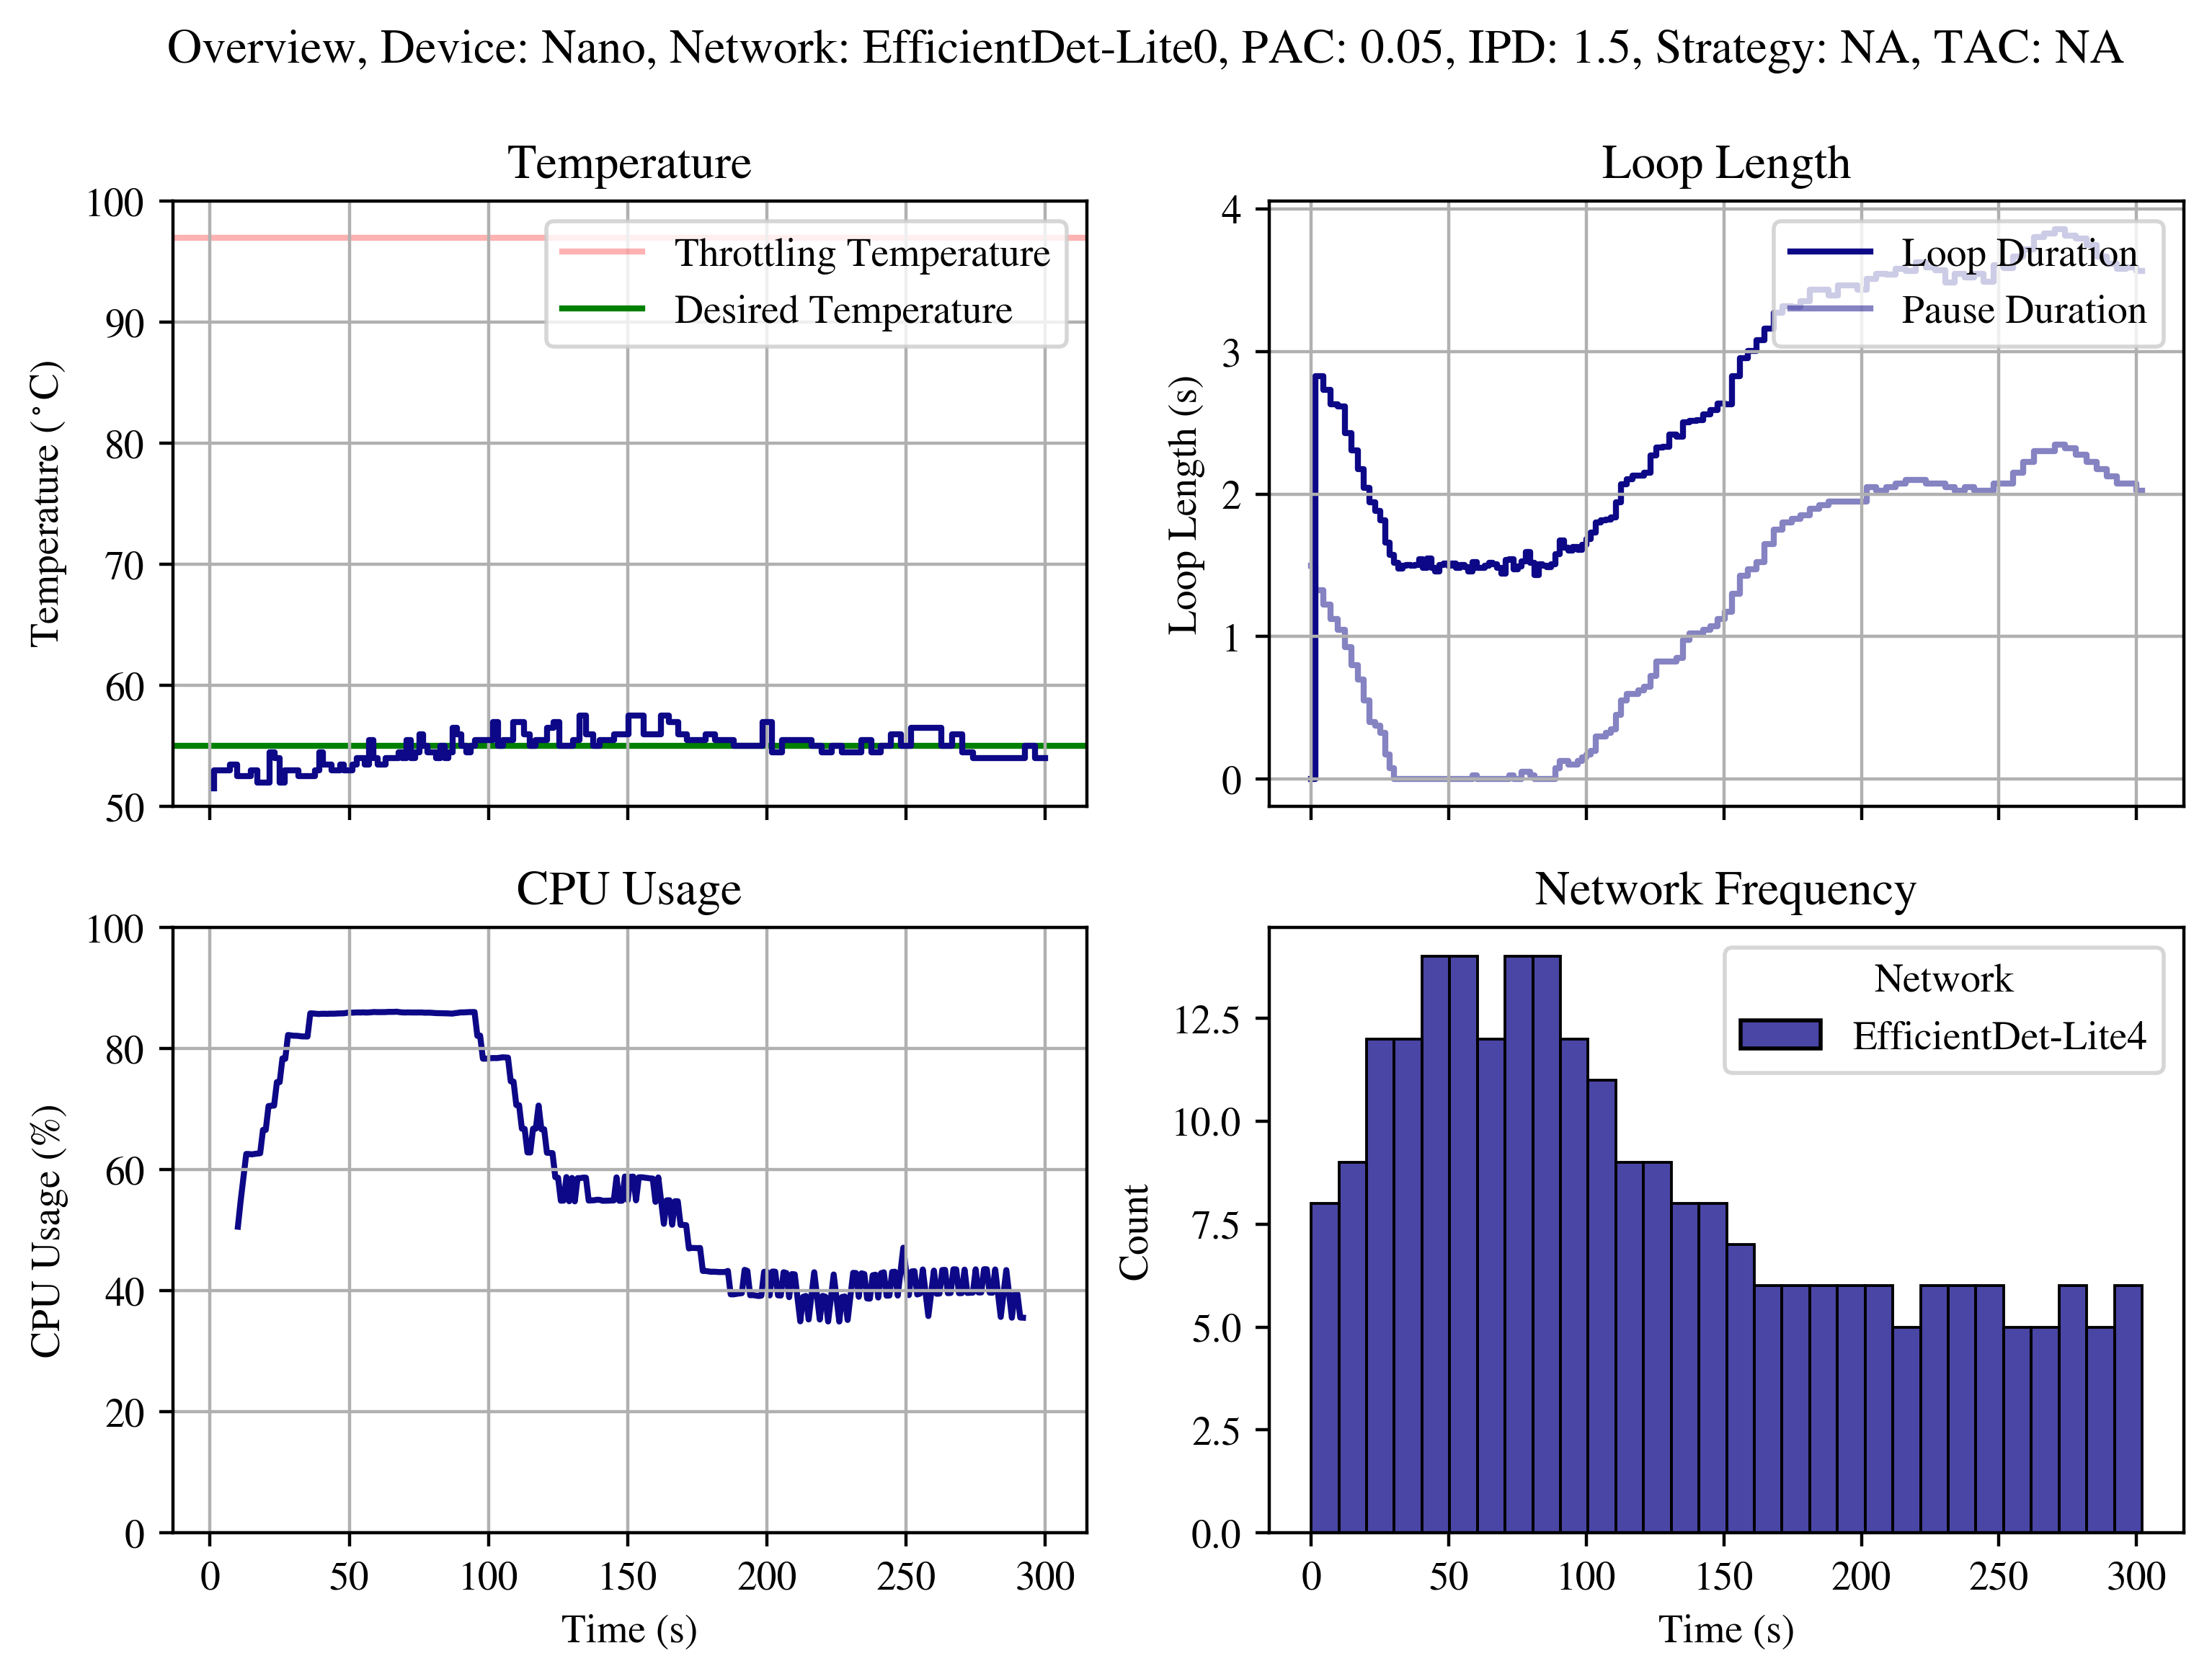 Overview, Device: Nano, Network: EfficientDet-Lite0, PAC: 0.05, IPD: 1.5, Strategy: NA, TAC: NA
Temperature
100
90
80
70
60
50
Temperature (°C)
Throttling Temperature
Desired Temperature
Loop Length
4
3
2
1
0
Loop Length (s)
Loop Duration
Pause Duration
CPU Usage
100
80
60
40
20
0
CPU Usage (%)
0 50 100 150 200 250 300
Time (s)
Network Frequency
12.5
10.0
7.5
5.0
2.5
0.0
Count
Network
EfficientDet-Lite4
0 50 100 150 200 250 300
Time (s)